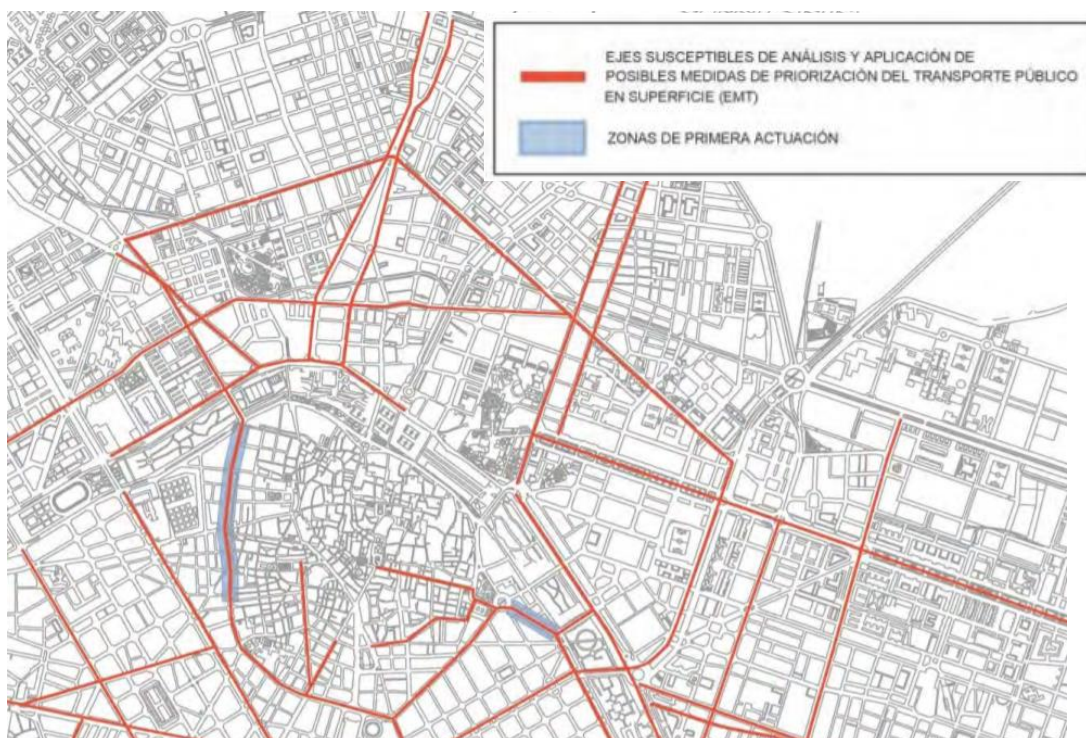 EJES SUSCEPTIBLES DE ANÁLISIS Y APLICACIÓN DE
POSIBLES MEDIDAS DE PRIORIZACIÓN DEL TRANSPORTE PÚBLICO
EN SUPERFICIE (EMT)
ZONAS DE PRIMERA ACTUACIÓN